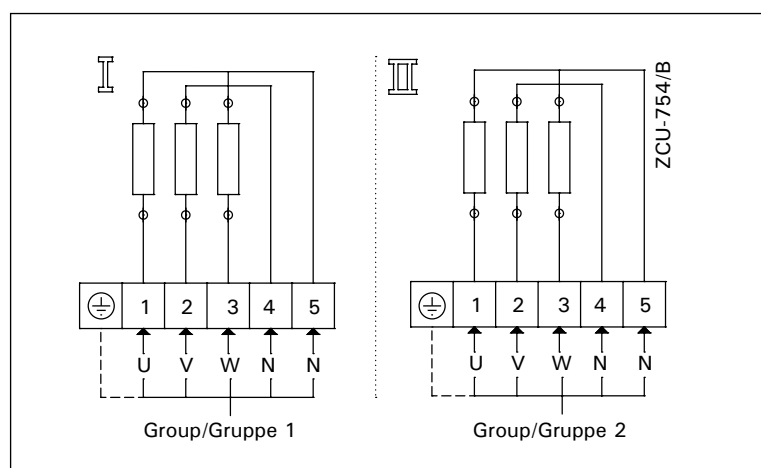 I
II
ZCU-754/B
1 2 3 4 5
U V W N N
Group/Gruppe 1
1 2 3 4 5
U V W N N
Group/Gruppe 2